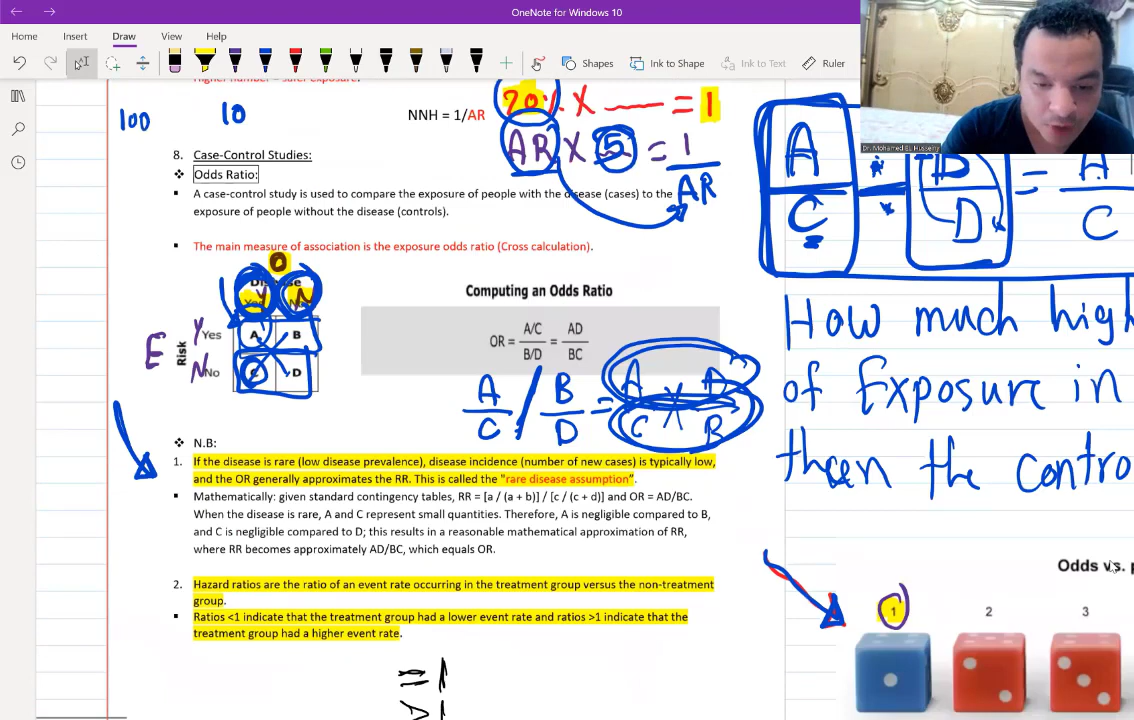 OneNote for Windows 10
Home Insert Draw View Help
Shapes Ink to Shape Ink to Text Ruler
Dr. Mohamed EL Husseiny
Higher number = safer exposure.
100 10
20% X = 1
NNH = 1/AR
AR X 5 = 1/AR
8. Case-Control Studies:
❖ Odds Ratio:
▪ A case-control study is used to compare the exposure of people with the disease (cases) to the
exposure of people without the disease (controls).
▪ The main measure of association is the exposure odds ratio (Cross calculation).
Y N
E Y N
Risk
Yes A B
No C D
Computing an Odds Ratio
OR = A/C / B/D = AD / BC
A/C / B/D = A X D / C B
❖ N.B:
1. If the disease is rare (low disease prevalence), disease incidence (number of new cases) is typically low,
and the OR generally approximates the RR. This is called the "rare disease assumption".
▪ Mathematically: given standard contingency tables, RR = [a / (a + b)] / [c / (c + d)] and OR = AD/BC.
When the disease is rare, A and C represent small quantities. Therefore, A is negligible compared to B,
and C is negligible compared to D; this results in a reasonable mathematical approximation of RR,
where RR becomes approximately AD/BC, which equals OR.
2. Hazard ratios are the ratio of an event rate occurring in the treatment group versus the non-treatment
group.
▪ Ratios <1 indicate that the treatment group had a lower event rate and ratios >1 indicate that the
treatment group had a higher event rate.
= 1
A/C ÷ B/D = A
C
How much high
of Exposure in
than the contro
Odds vs. p
1 2 3